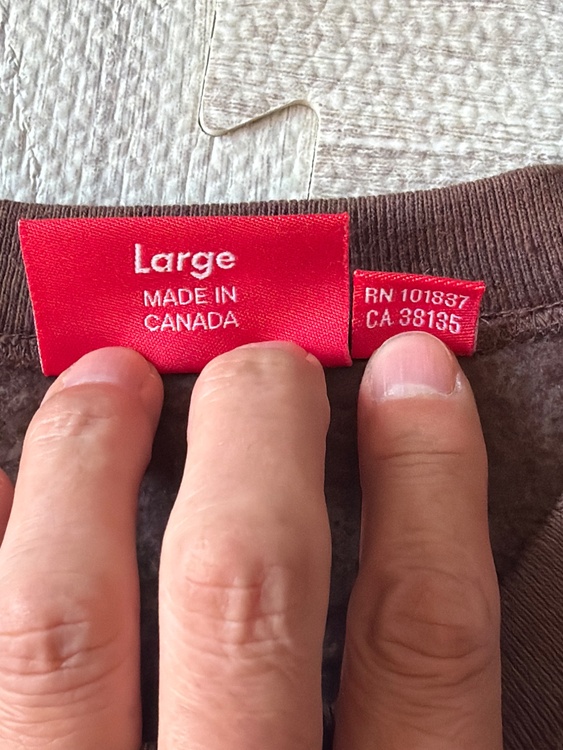 Large
MADE IN
CANADA
RN 101837
CA 38135